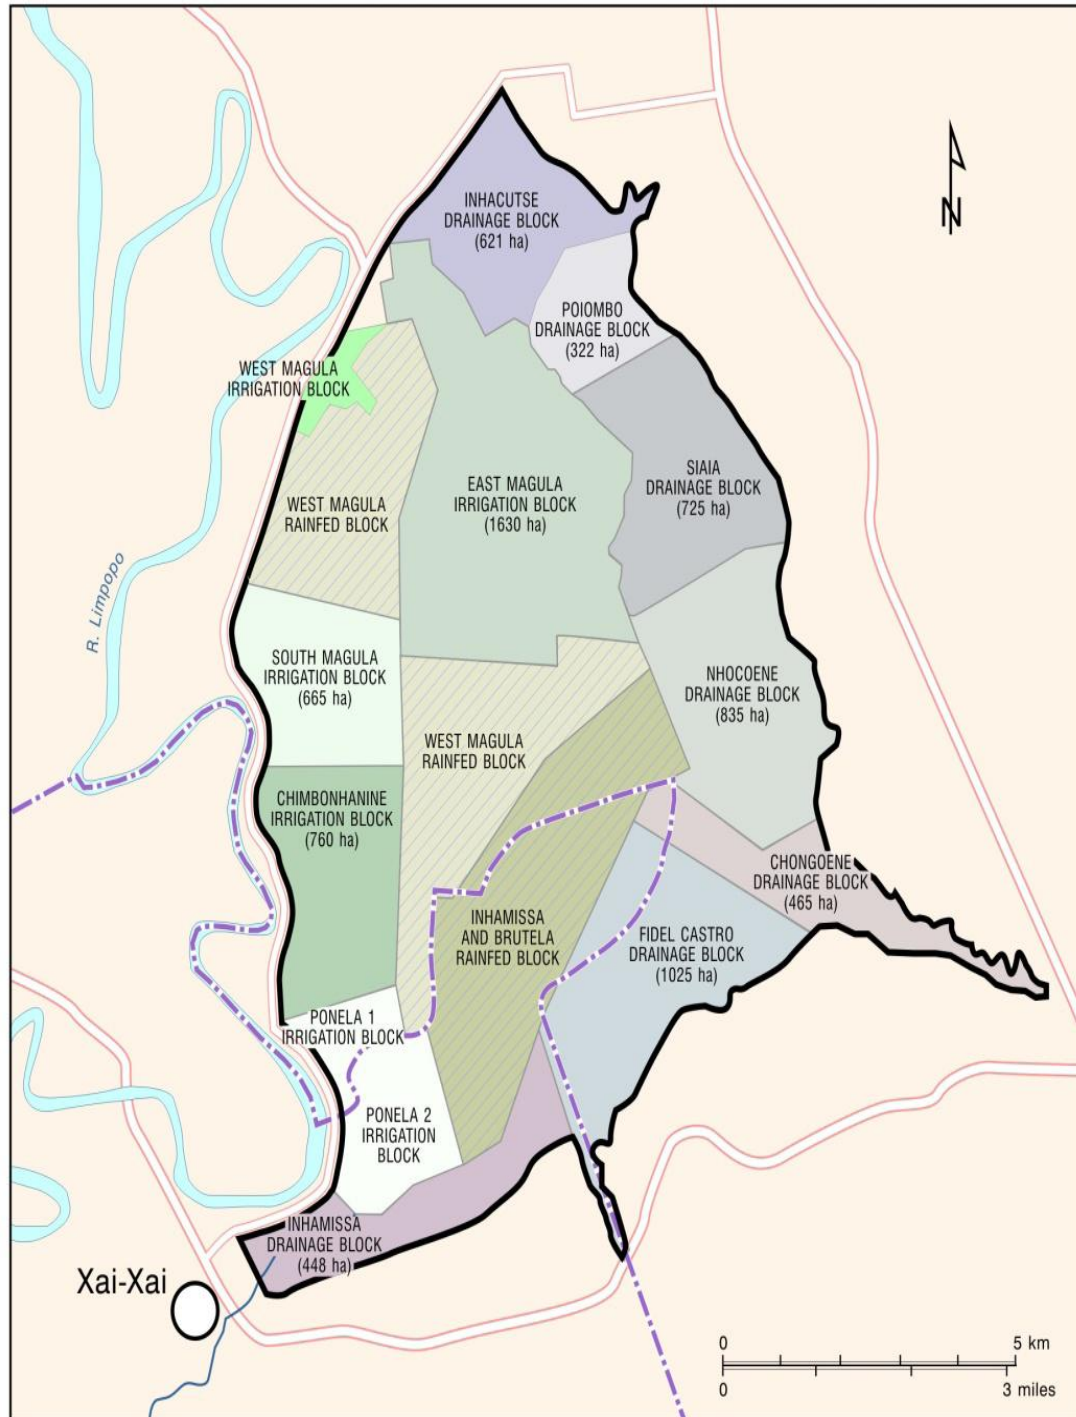 INHACUTSE
DRAINAGE BLOCK
(621 ha)
N
POIOMBO
DRAINAGE BLOCK
(322 ha)
WEST MAGULA
IRRIGATION BLOCK
SIAIA
DRAINAGE BLOCK
(725 ha)
EAST MAGULA
IRRIGATION BLOCK
(1630 ha)
WEST MAGULA
RAINFED BLOCK
R. Limpopo
SOUTH MAGULA
IRRIGATION BLOCK
(665 ha)
NHOCOENE
DRAINAGE BLOCK
(835 ha)
WEST MAGULA
RAINFED BLOCK
CHIMBONHANINE
IRRIGATION BLOCK
(760 ha)
CHONGOENE
DRAINAGE BLOCK
(465 ha)
INHAMISSA
AND BRUTELA
RAINFED BLOCK
FIDEL CASTRO
DRAINAGE BLOCK
(1025 ha)
PONELA 1
IRRIGATION BLOCK
PONELA 2
IRRIGATION
BLOCK
INHAMISSA
DRAINAGE BLOCK
(448 ha)
Xai-Xai
0 5 km
0 3 miles